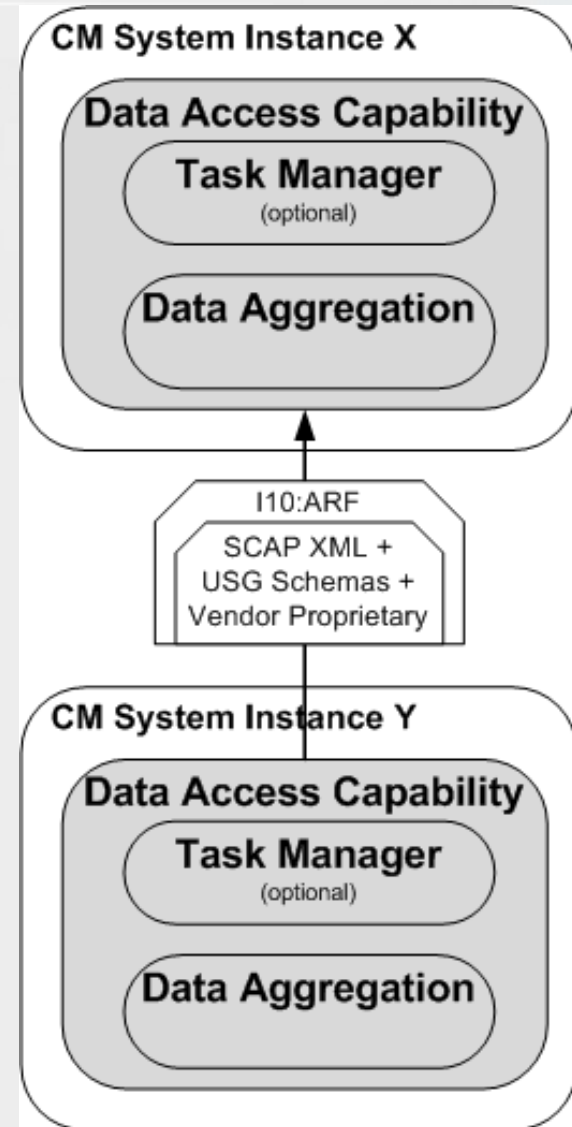 CM System Instance X
Data Access Capability
Task Manager
(optional)
Data Aggregation
I10:ARF
SCAP XML +
USG Schemas +
Vendor Proprietary
CM System Instance Y
Data Access Capability
Task Manager
(optional)
Data Aggregation